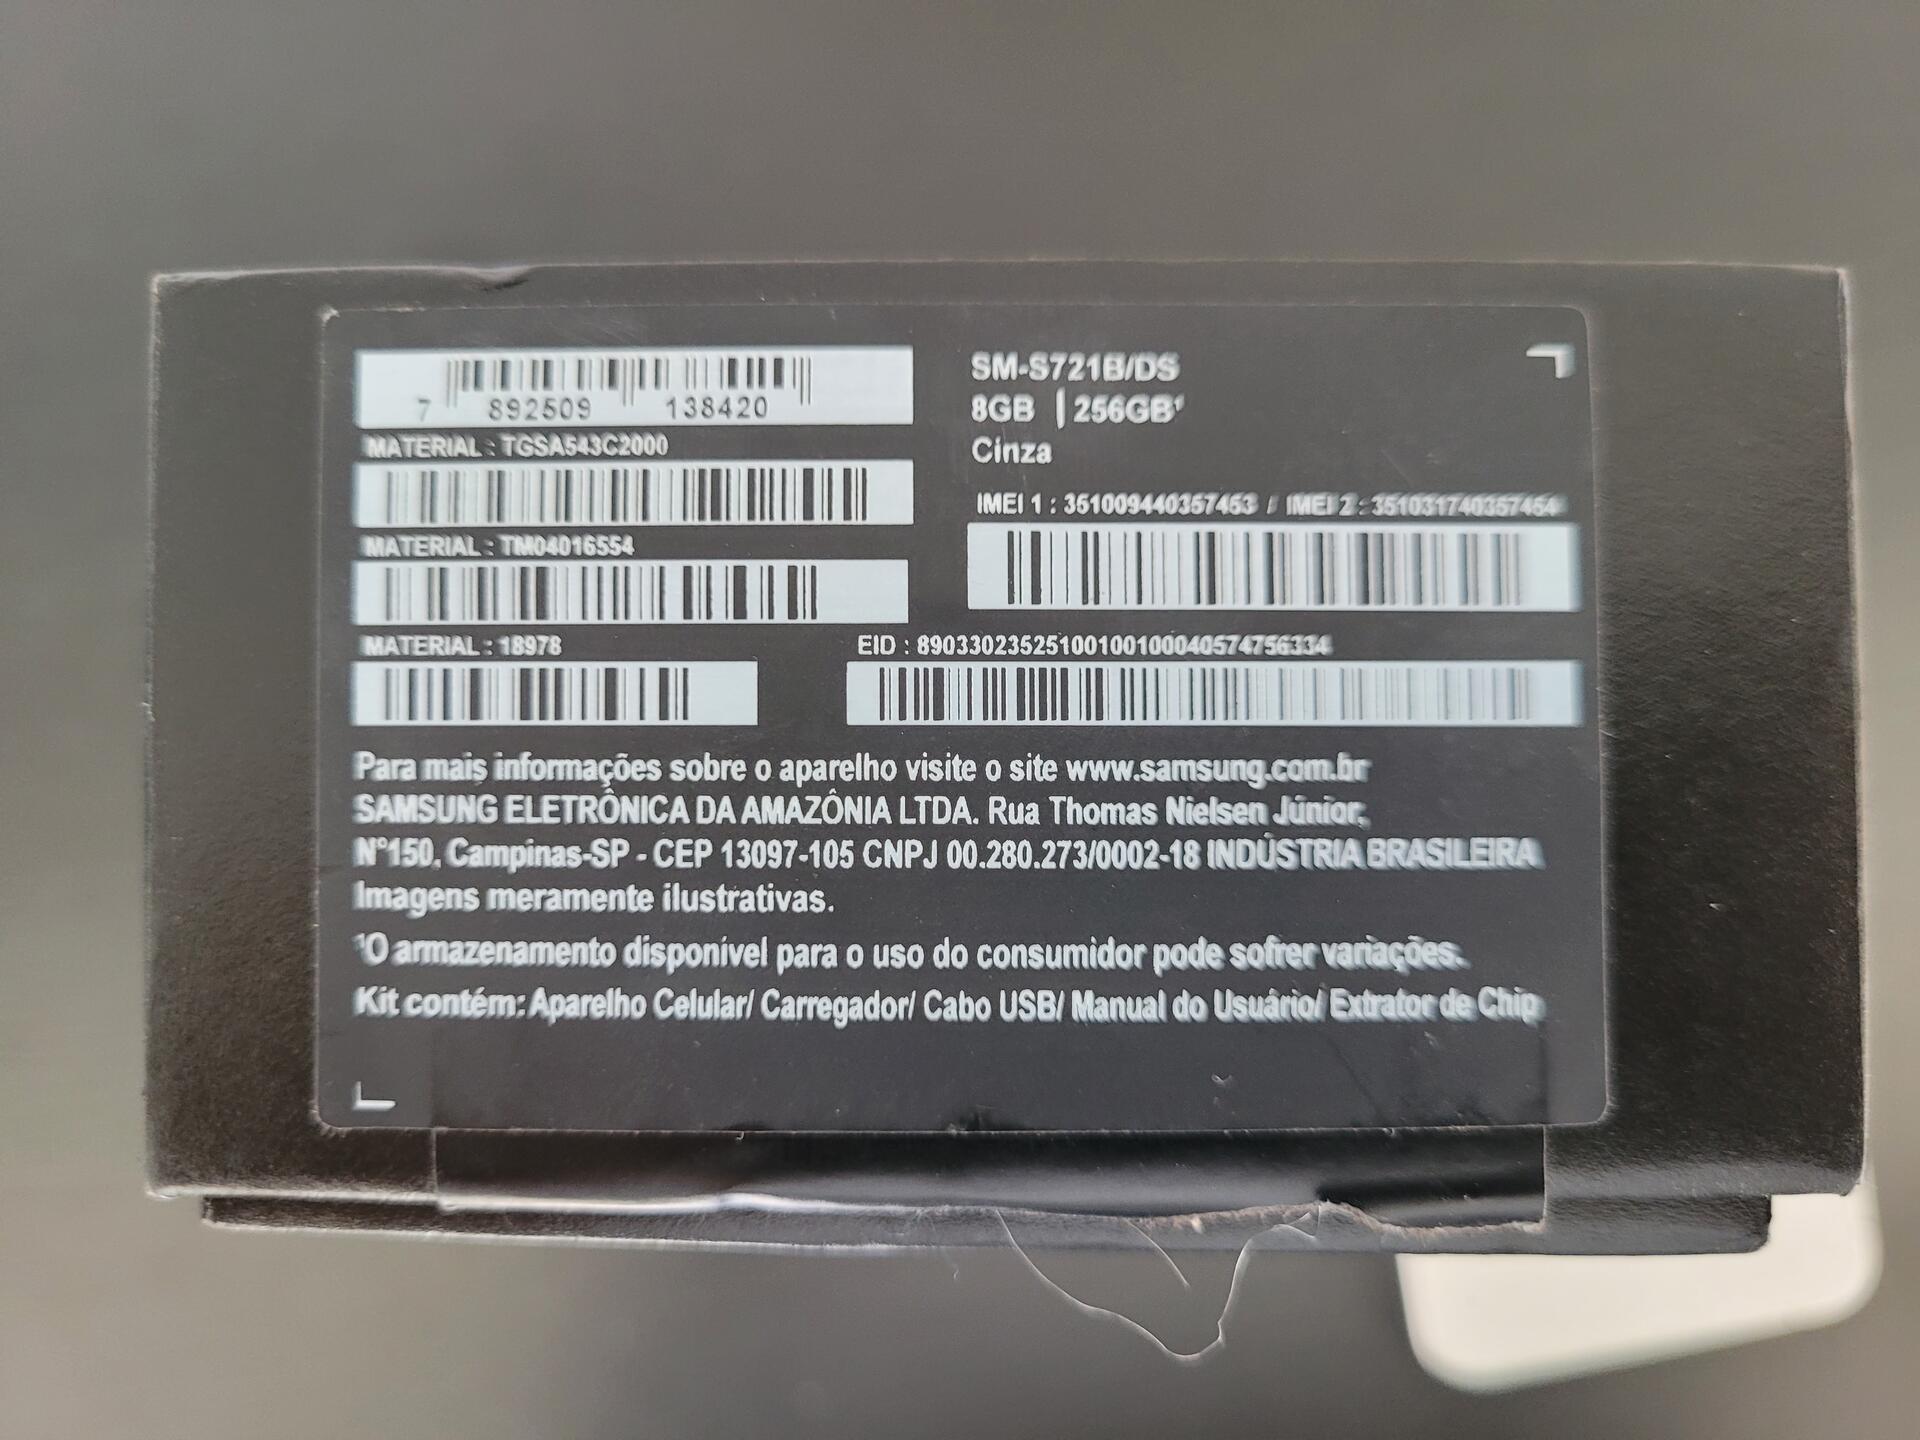 7 892509 138420
MATERIAL : TGSA543C2000
MATERIAL : TM04016554
MATERIAL : 18978
SM-S721B/DS
8GB | 256GB¹
Cinza
IMEI 1 : 351009440357453 / IMEI 2 : 351031740357454
EID : 89033023525100100100040574756334
Para mais informações sobre o aparelho visite o site www.samsung.com.br
SAMSUNG ELETRÔNICA DA AMAZÔNIA LTDA. Rua Thomas Nielsen Júnior,
N°150, Campinas-SP - CEP 13097-105 CNPJ 00.280.273/0002-18 INDÚSTRIA BRASILEIRA
Imagens meramente ilustrativas.
¹O armazenamento disponível para o uso do consumidor pode sofrer variações.
Kit contém: Aparelho Celular/ Carregador/ Cabo USB/ Manual do Usuário/ Extrator de Chip